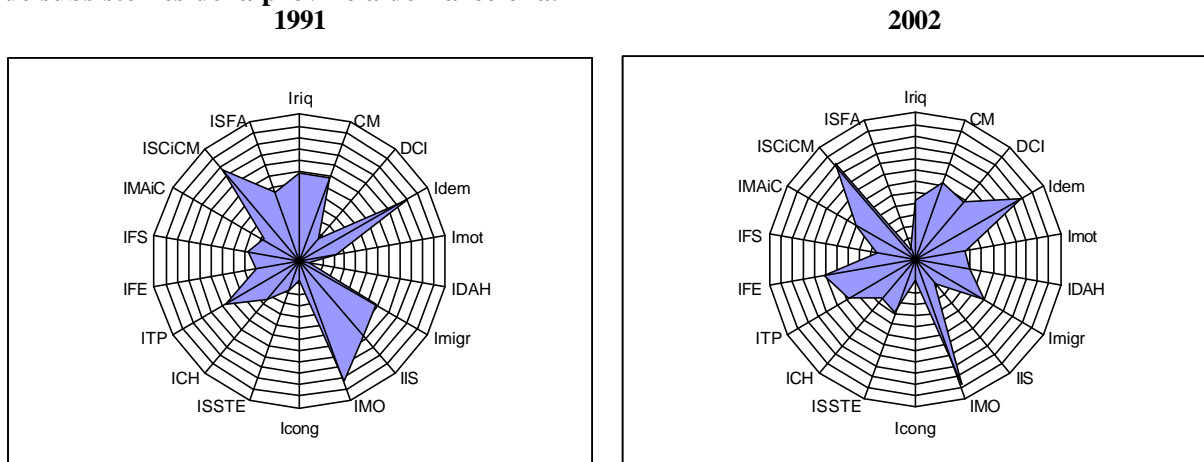 1991
2002
Iriq
CM
DCI
Idem
Imot
IDAH
Imigr
IIS
IMO
Icong
ISSTE
ICH
ITP
IFE
IFS
IMAiC
ISCiCM
ISFA
Iriq
CM
DCI
Idem
Imot
IDAH
Imigr
IIS
IMO
Icong
ISSTE
ICH
ITP
IFE
IFS
IMAiC
ISCiCM
ISFA